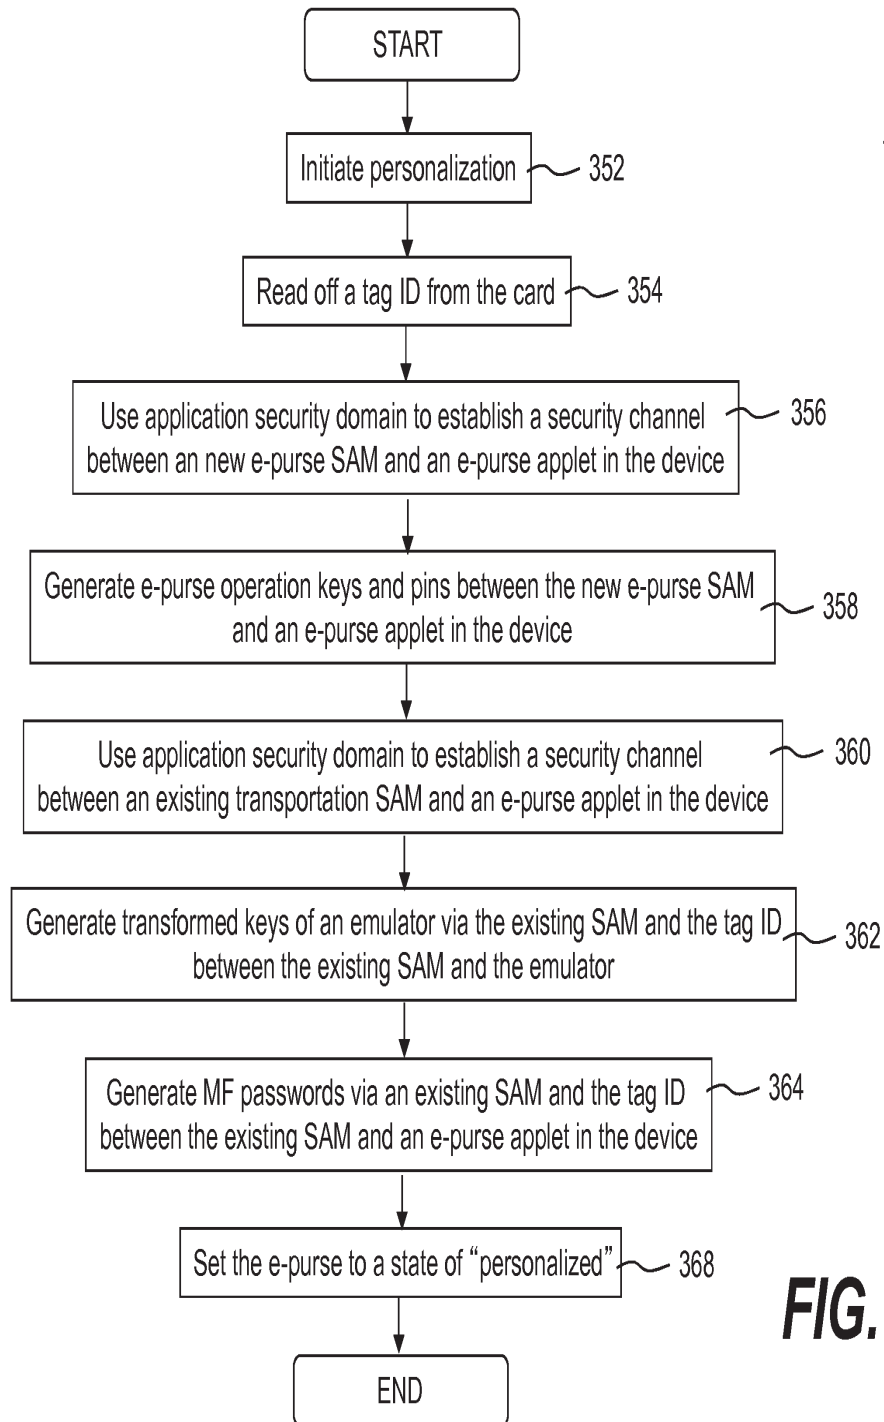 START
Initiate personalization
352
Read off a tag ID from the card
354
Use application security domain to establish a security channel
between an new e-purse SAM and an e-purse applet in the device
356
Generate e-purse operation keys and pins between the new e-purse SAM
and an e-purse applet in the device
358
Use application security domain to establish a security channel
between an existing transportation SAM and an e-purse applet in the device
360
Generate transformed keys of an emulator via the existing SAM and the tag ID
between the existing SAM and the emulator
362
Generate MF passwords via an existing SAM and the tag ID
between the existing SAM and an e-purse applet in the device
364
Set the e-purse to a state of “personalized”
368
FIG.
END